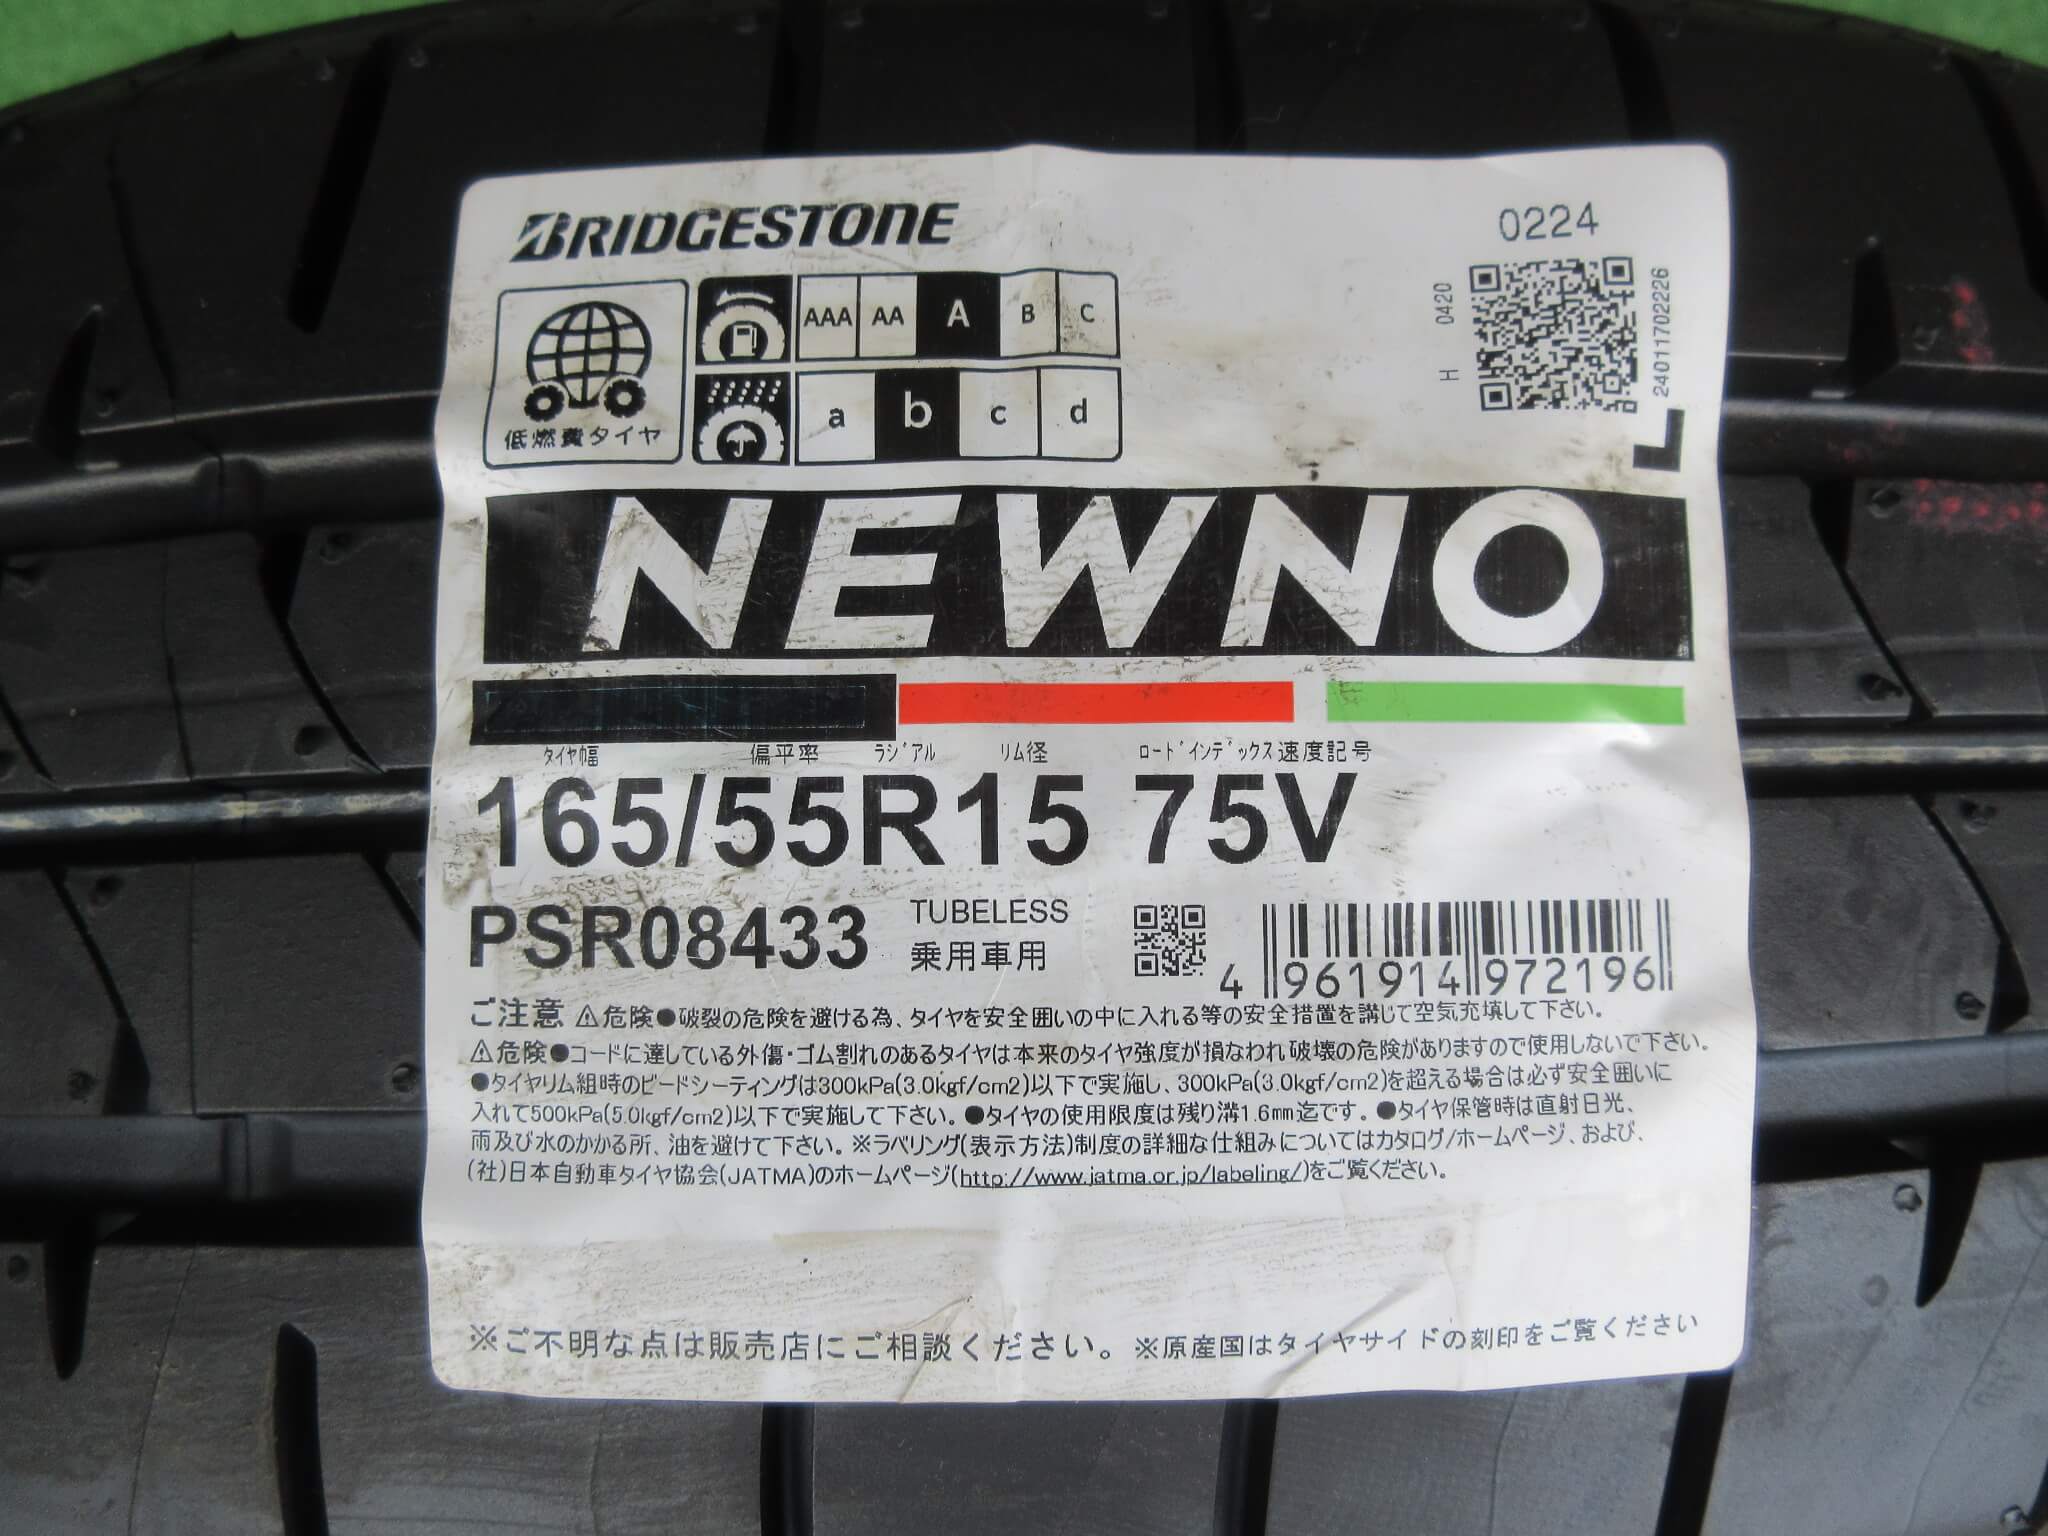 BRIDGESTONE
0224
H 0420
240117022226
AAA AA A B C
a b c d
低燃費タイヤ
NEWNO
タイヤ幅 偏平率 ラジアル リム径 ロードインデックス 速度記号
165/55R15 75V
PSR08433 TUBELESS
乗用車用
4 961914 972196
ご注意 ⚠危険●破裂の危険を避ける為、タイヤを安全囲いの中に入れる等の安全措置を講じて空気充填して下さい。
⚠危険●コードに達している外傷・ゴム割れのあるタイヤは本来のタイヤ強度が損なわれ破壊の危険がありますので使用しないで下さい。
●タイヤリム組時のビードシーティングは300kPa(3.0kgf/cm2)以下で実施し、300kPa(3.0kgf/cm2)を超える場合は必ず安全囲いに
入れて500kPa(5.0kgf/cm2)以下で実施して下さい。●タイヤの使用限度は残り溝1.6mm迄です。●タイヤ保管時は直射日光、
雨及び水のかかる所、油を避けて下さい。※ラベリング(表示方法)制度の詳細な仕組みについてはカタログ/ホームページ、および、
(社)日本自動車タイヤ協会(JATMA)のホームページ(http://www.jatma.or.jp/labeling/)をご覧ください。
※ご不明な点は販売店にご相談ください。※原産国はタイヤサイドの刻印をご覧ください